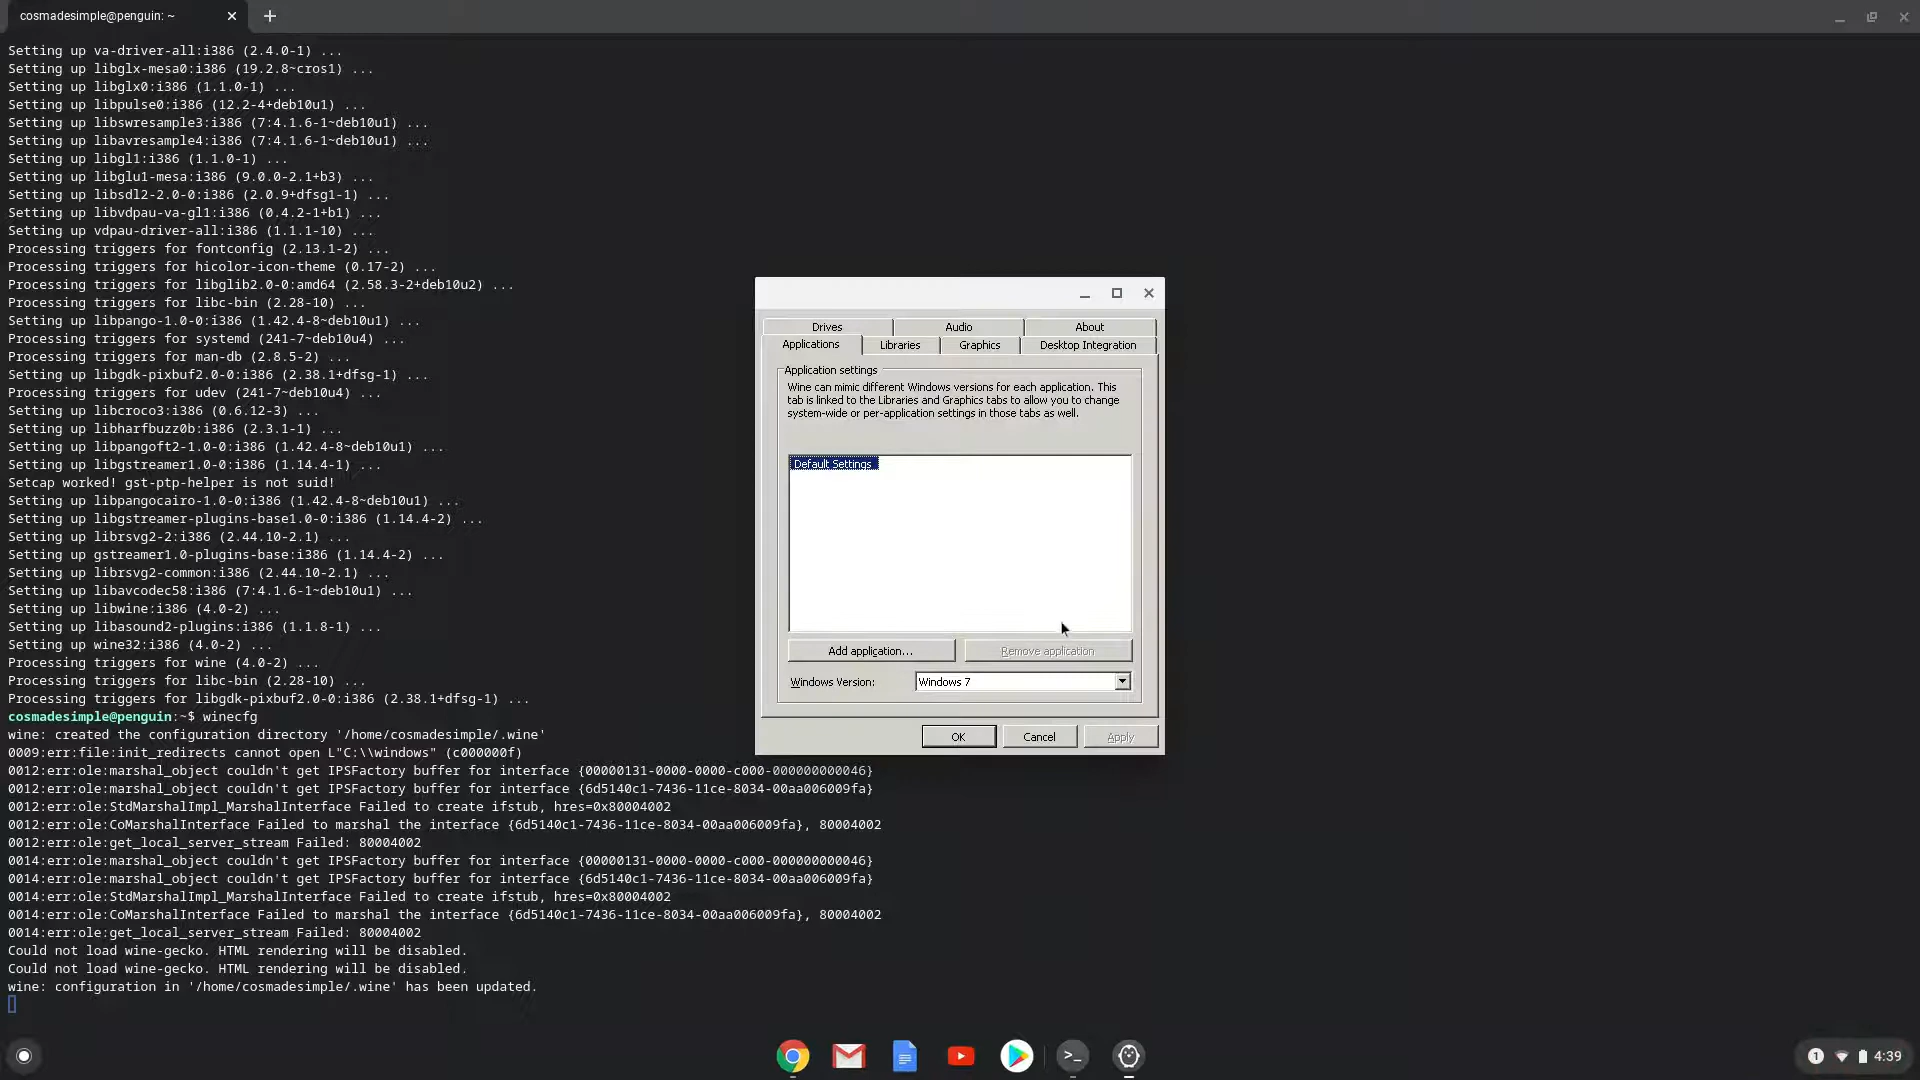 cosmadesimple@penguin: ~
Setting up va-driver-all:i386 (2.4.0-1) ...
Setting up libglx-mesa0:i386 (19.2.8~cros1) ...
Setting up libglx0:i386 (1.1.0-1) ...
Setting up libpulse0:i386 (12.2-4+deb10u1) ...
Setting up libswresample3:i386 (7:4.1.6-1~deb10u1) ...
Setting up libavresample4:i386 (7:4.1.6-1~deb10u1) ...
Setting up libgl1:i386 (1.1.0-1) ...
Setting up libglu1-mesa:i386 (9.0.0-2.1+b3) ...
Setting up libsdl2-2.0-0:i386 (2.0.9+dfsg1-1) ...
Setting up libvdpau-va-gl1:i386 (0.4.2-1+b1) ...
Setting up vdpau-driver-all:i386 (1.1.1-10) ...
Processing triggers for fontconfig (2.13.1-2) ...
Processing triggers for hicolor-icon-theme (0.17-2) ...
Processing triggers for libglib2.0-0:amd64 (2.58.3-2+deb10u2) ...
Processing triggers for libc-bin (2.28-10) ...
Processing triggers for libpango-1.0-0:i386 (1.42.4-8~deb10u1) ...
Processing triggers for systemd (241-7~deb10u4) ...
Processing triggers for man-db (2.8.5-2) ...
Setting up libgdk-pixbuf2.0-0:i386 (2.38.1+dfsg-1) ...
Processing triggers for udev (241-7~deb10u4) ...
Setting up libcroco3:i386 (0.6.12-3) ...
Setting up libharfbuzz0b:i386 (2.3.1-1) ...
Setting up libpangoft2-1.0-0:i386 (1.42.4-8~deb10u1) ...
Setting up libgstreamer1.0-0:i386 (1.14.4-1) ...
Setcap worked! gst-ptp-helper is not suid!
Setting up libpangocairo-1.0-0:i386 (1.42.4-8~deb10u1) ...
Setting up libgstreamer-plugins-base1.0-0:i386 (1.14.4-2) ...
Setting up librsvg2-2:i386 (2.44.10-2.1) ...
Setting up gstreamer1.0-plugins-base:i386 (1.14.4-2) ...
Setting up librsvg2-common:i386 (2.44.10-2.1) ...
Setting up libavcodec58:i386 (7:4.1.6-1~deb10u1) ...
Setting up libwine:i386 (4.0-2) ...
Setting up libasound2-plugins:i386 (1.1.8-1) ...
Setting up wine32:i386 (4.0-2) ...
Processing triggers for wine (4.0-2) ...
Processing triggers for libc-bin (2.28-10) ...
Processing triggers for libgdk-pixbuf2.0-0:i386 (2.38.1+dfsg-1) ...
cosmadesimple@penguin:~$ winecfg
wine: created the configuration directory '/home/cosmadesimple/.wine'
0009:err:file:init_redirects cannot open L"C:\\windows" (c000000f)
0012:err:ole:marshal_object couldn't get IPSFactory buffer for interface {00000131-0000-0000-c000-000000000046}
0012:err:ole:marshal_object couldn't get IPSFactory buffer for interface {6d5140c1-7436-11ce-8034-00aa006009fa}
0012:err:ole:StdMarshalImpl_MarshalInterface Failed to create ifstub, hres=0x80004002
0012:err:ole:CoMarshalInterface Failed to marshal the interface {6d5140c1-7436-11ce-8034-00aa006009fa}, 80004002
0012:err:ole:get_local_server_stream Failed: 80004002
0014:err:ole:marshal_object couldn't get IPSFactory buffer for interface {00000131-0000-0000-c000-000000000046}
0014:err:ole:marshal_object couldn't get IPSFactory buffer for interface {6d5140c1-7436-11ce-8034-00aa006009fa}
0014:err:ole:StdMarshalImpl_MarshalInterface Failed to create ifstub, hres=0x80004002
0014:err:ole:CoMarshalInterface Failed to marshal the interface {6d5140c1-7436-11ce-8034-00aa006009fa}, 80004002
0014:err:ole:get_local_server_stream Failed: 80004002
Could not load wine-gecko. HTML rendering will be disabled.
Could not load wine-gecko. HTML rendering will be disabled.
wine: configuration in '/home/cosmadesimple/.wine' has been updated.
Drives Audio About
Applications Libraries Graphics Desktop Integration
Application settings
Wine can mimic different Windows versions for each application. This
tab is linked to the Libraries and Graphics tabs to allow you to change
system-wide or per-application settings in those tabs as well.
Default Settings
Add application... Remove application
Windows Version: Windows 7
OK Cancel Apply
1 4:39